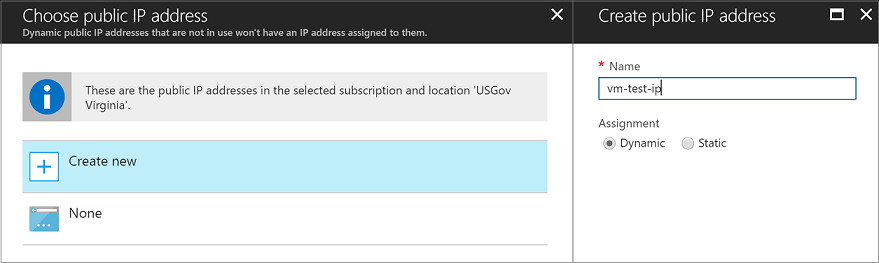 Choose public IP address
Dynamic public IP addresses that are not in use won't have an IP address assigned to them.
These are the public IP addresses in the selected subscription and location 'USGov
Virginia'.
Create new
None
Create public IP address
* Name
vm-test-ip
Assignment
Dynamic
Static